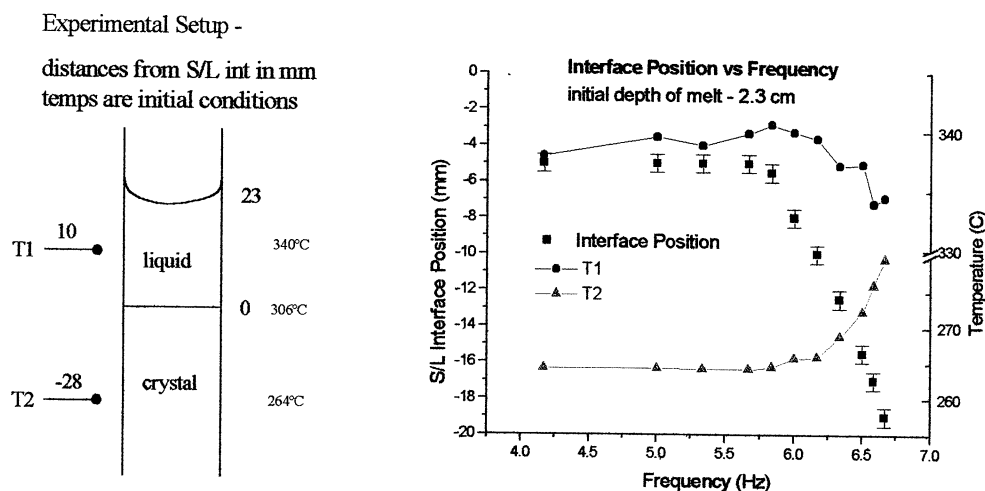 Experimental Setup -
distances from S/L int in mm
temps are initial conditions
23
10
T1
340°C
liquid
0
306°C
-28
crystal
T2
264°C
Interface Position vs Frequency
initial depth of melt - 2.3 cm
S/L Interface Position (mm)
0
-2
-4
-6
-8
-10
-12
-14
-16
-18
-20
Interface Position
T1
T2
340
330
280
270
260
Temperature (C)
4.0 4.5 5.0 5.5 6.0 6.5 7.0
Frequency (Hz)